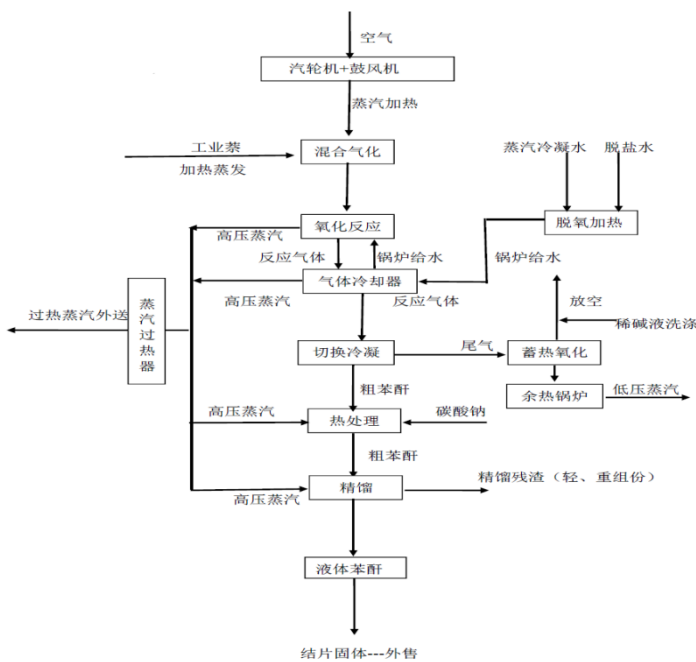 空气
汽轮机+鼓风机
蒸汽加热
工业萘
加热蒸发
混合气化
蒸汽冷凝水
脱盐水
氧化反应
脱氧加热
高压蒸汽
反应气体
锅炉给水
锅炉给水
气体冷却器
高压蒸汽
反应气体
放空
过热蒸汽外送
蒸汽过热器
稀碱液洗涤
切换冷凝
尾气
蓄热氧化
粗苯酐
余热锅炉
低压蒸汽
高压蒸汽
热处理
碳酸钠
粗苯酐
精馏
精馏残渣（轻、重组份）
高压蒸汽
液体苯酐
结片固体---外售